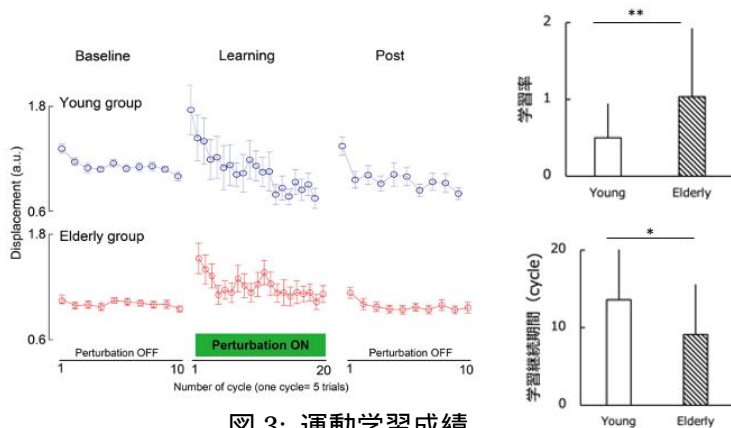 Baseline
Learning
Post
Young group
1.8
0.6
Displacement (a.u.)
Elderly group
1.8
0.6
Perturbation OFF
Perturbation ON
Perturbation OFF
1
10
1
20
1
10
Number of cycle (one cycle= 5 trials)
**
2
1
0
学習率
Young
Elderly
*
20
10
0
学習継続期間 (cycle)
Young
Elderly
図 3: 運動学習成績